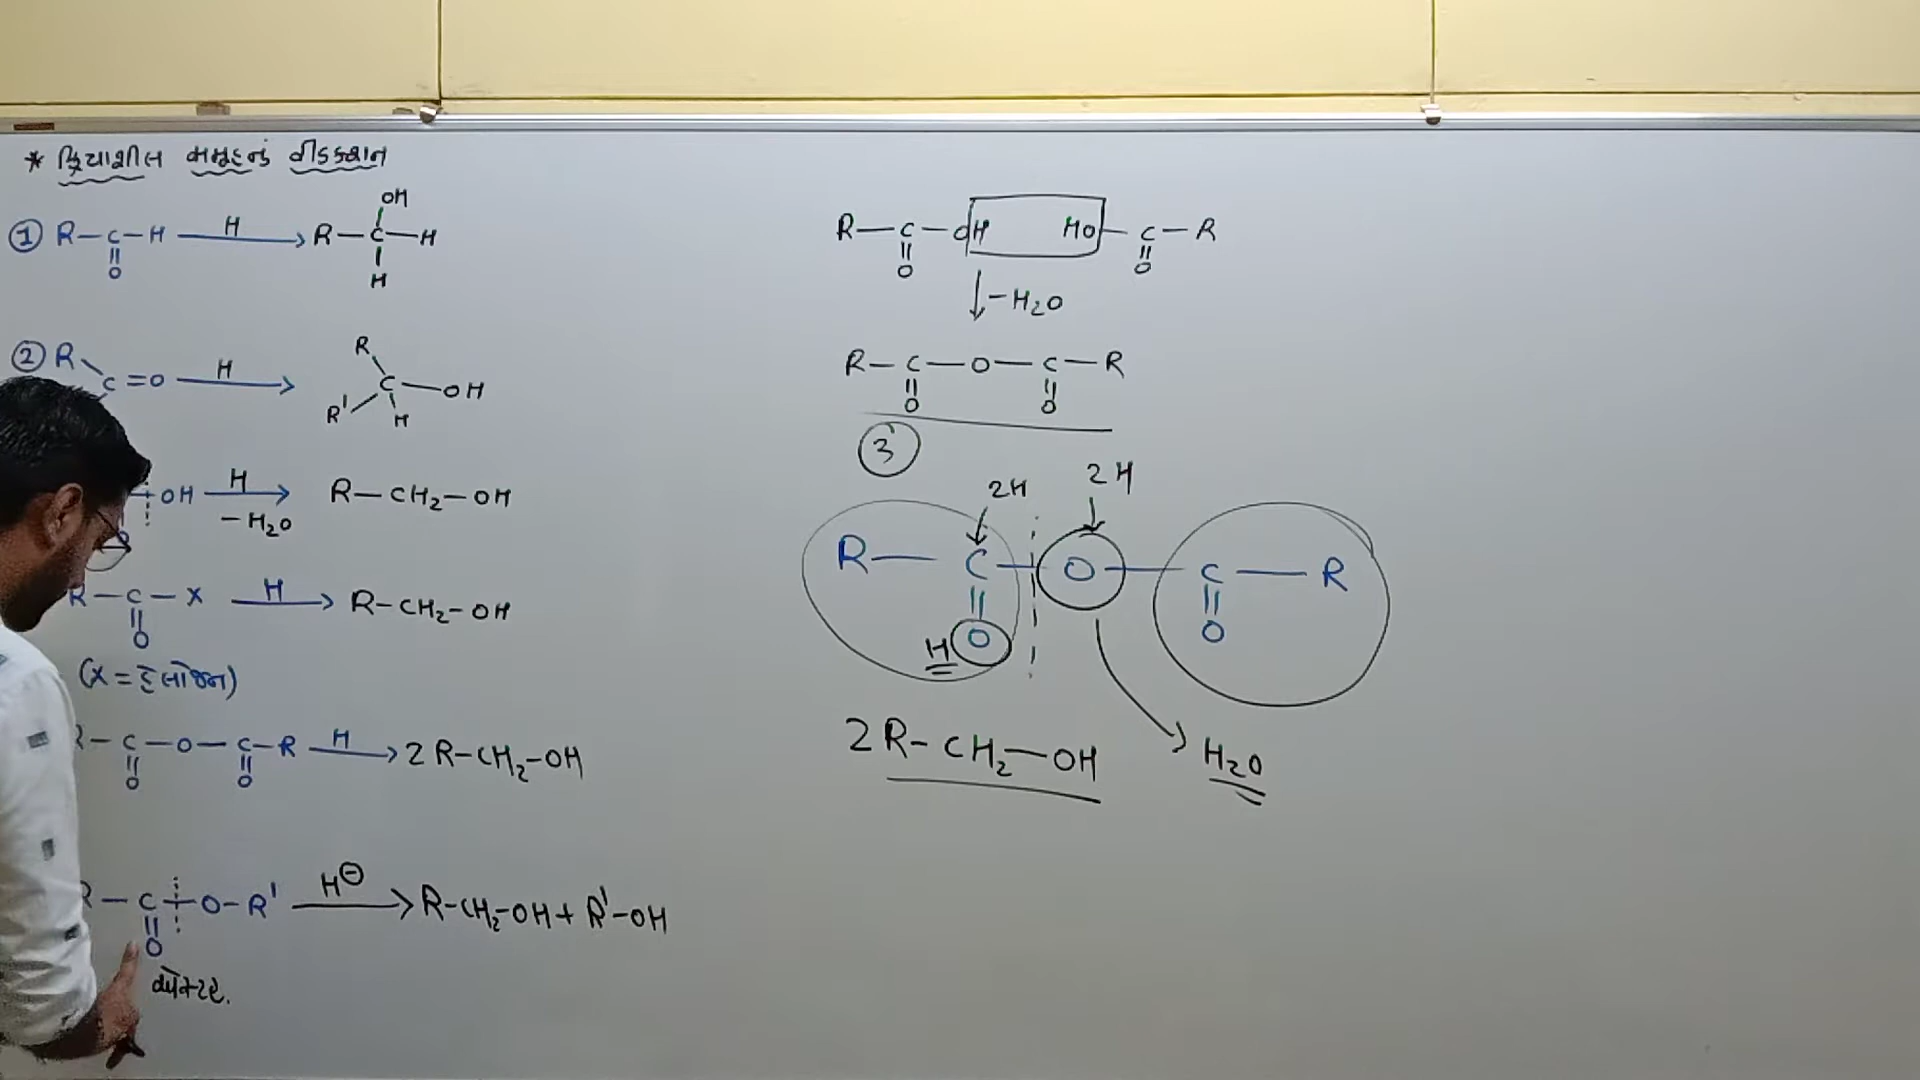 * ક્રિયાશીલ સમૂહનું રીડક્શન
① R—C—H —H→ R—C—H
‖
O
OH
H
② R
C=O —H→ R
C—OH
R' H
OH —H→ R—CH₂—OH
−H₂O
R—C—X —H→ R—CH₂—OH
‖
O
(X = હેલોજન)
R—C—O—C—R —H→ 2 R—CH₂—OH
‖ ‖
O O
R—C—O—R' —H⊖→ R—CH₂—OH + R'—OH
‖
O
એસ્ટર.
R—C—OH HO—C—R
‖ ‖
O O
↓ −H₂O
R—C—O—C—R
‖ ‖
O O
③
2H 2H
R—C—O—C—R
‖ ‖
H O O
2R—CH₂—OH H₂O